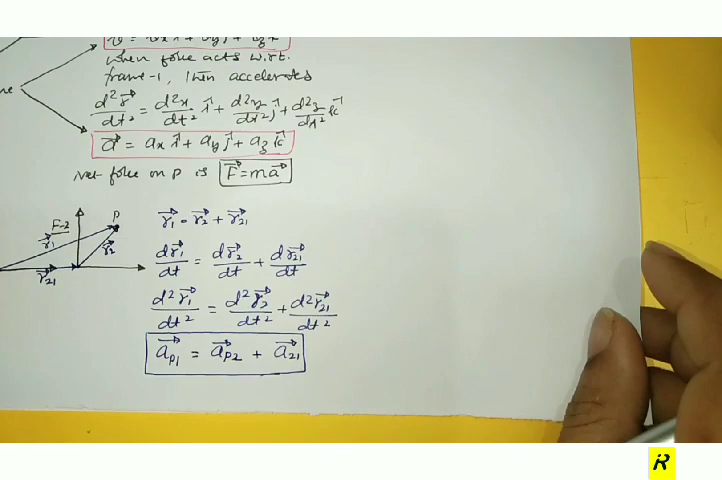 when force acts w.r.t.
frame-1, then accelerates
d²r⃗/dt² = d²x/dt² i⃗ + d²y/dt² j⃗ + d²z/dt² k⃗
a⃗ = ax i⃗ + ay j⃗ + az k⃗
Net force on P is F⃗=ma⃗
F-2
P
r⃗₁
r⃗₂
r⃗₂₁
r⃗₁ = r⃗₂ + r⃗₂₁
dr⃗₁/dt = dr⃗₂/dt + dr⃗₂₁/dt
d²r⃗₁/dt² = d²r⃗₂/dt² + d²r⃗₂₁/dt²
a⃗p₁ = a⃗p₂ + a⃗₂₁
R